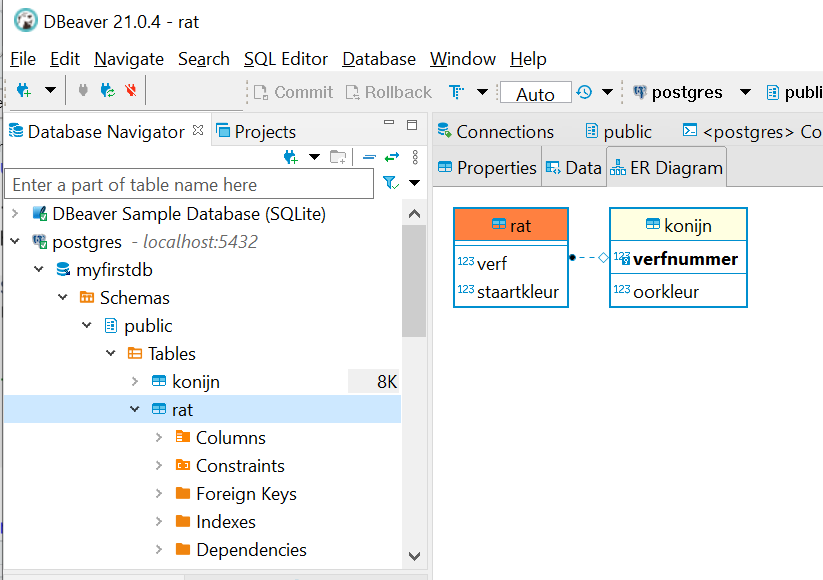 DBeaver 21.0.4 - rat
File Edit Navigate Search SQL Editor Database Window Help
Commit Rollback Auto postgres publi
Database Navigator Projects
Enter a part of table name here
DBeaver Sample Database (SQLite)
postgres - localhost:5432
myfirstdb
Schemas
public
Tables
konijn 8K
rat
Columns
Constraints
Foreign Keys
Indexes
Dependencies
Connections public <postgres> Co
Properties Data ER Diagram
rat
123 verf
123 staartkleur
konijn
123 verfnummer
123 oorkleur